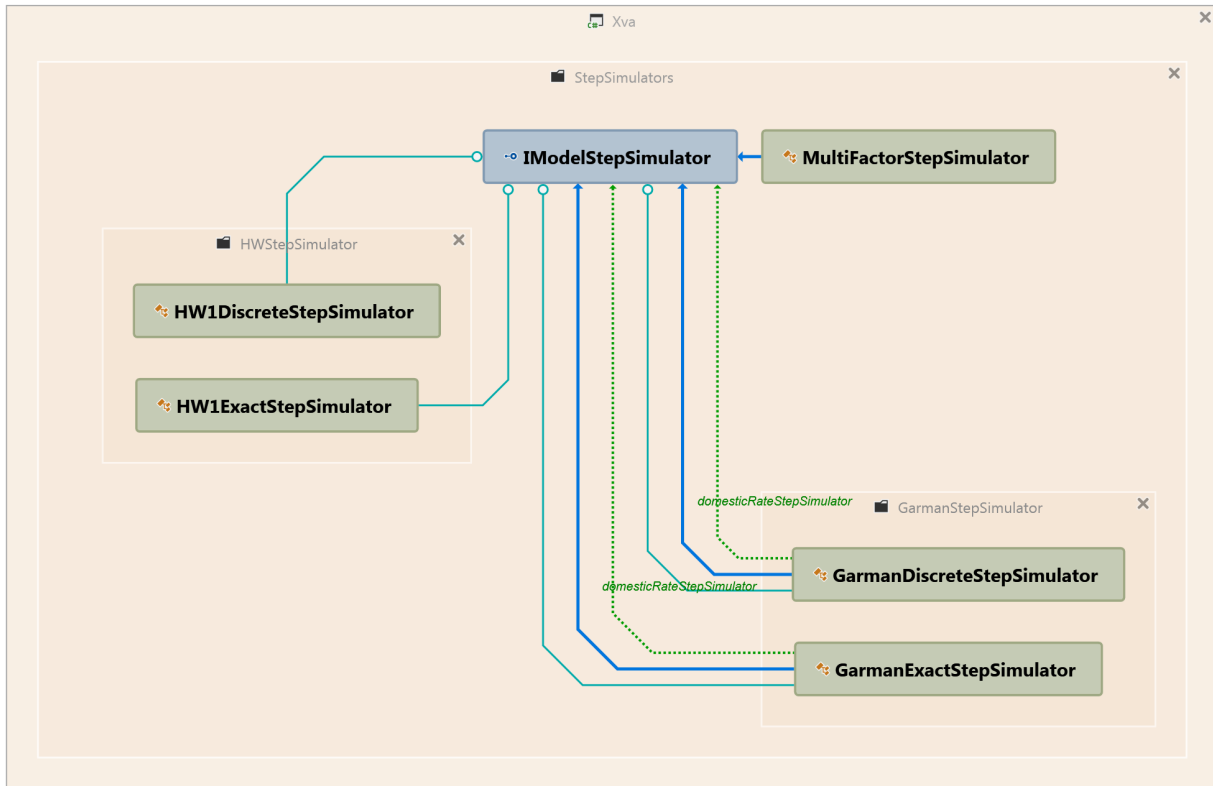 Xva
StepSimulators
IModelStepSimulator
MultiFactorStepSimulator
HWStepSimulator
HW1DiscreteStepSimulator
HW1ExactStepSimulator
domesticRateStepSimulator
GarmanStepSimulator
GarmanDiscreteStepSimulator
domesticRateStepSimulator
GarmanExactStepSimulator